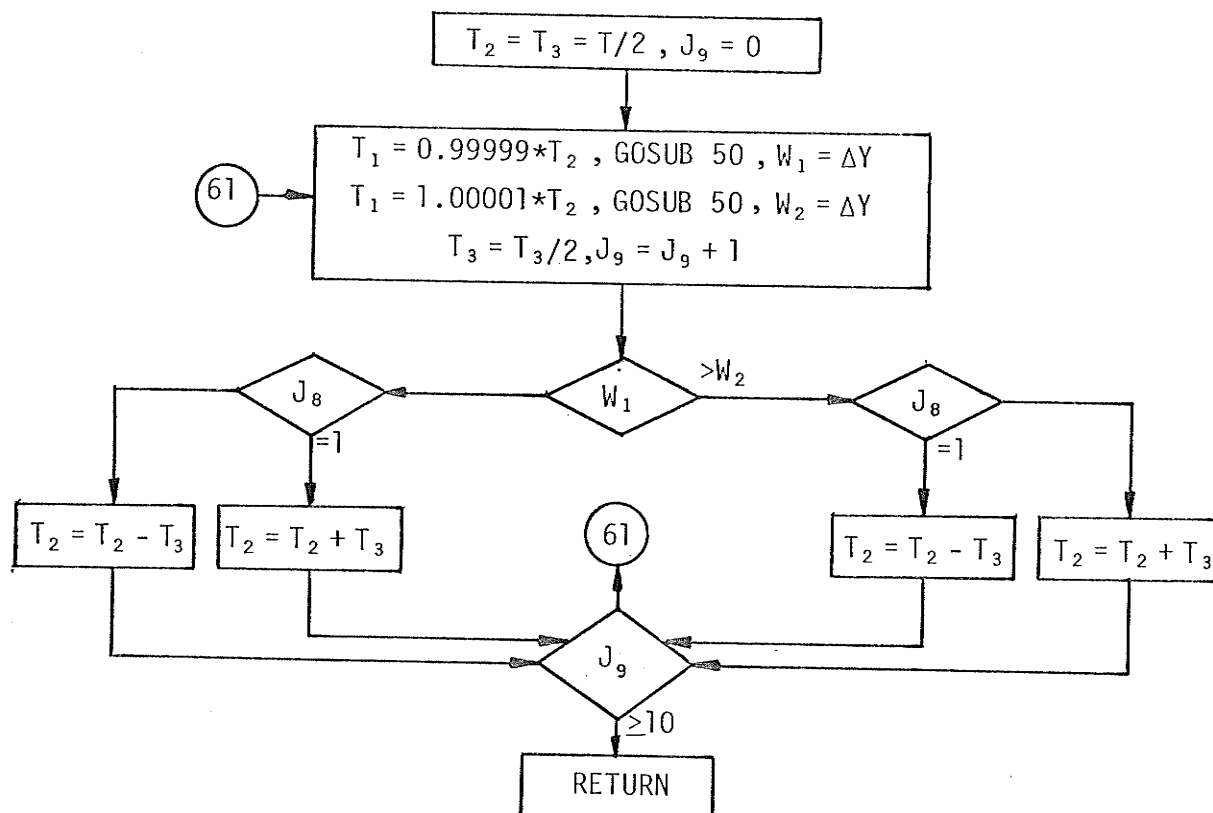 T₂ = T₃ = T/2 , J₉ = 0
T₁ = 0.99999*T₂ , GOSUB 50 , W₁ = ΔY
61
T₁ = 1.00001*T₂ , GOSUB 50 , W₂ = ΔY
T₃ = T₃/2,J₉ = J₉ + 1
>W₂
J₈
W₁
J₈
=1
=1
61
T₂ = T₂ - T₃
T₂ = T₂ + T₃
T₂ = T₂ - T₃
T₂ = T₂ + T₃
J₉
≥10
RETURN